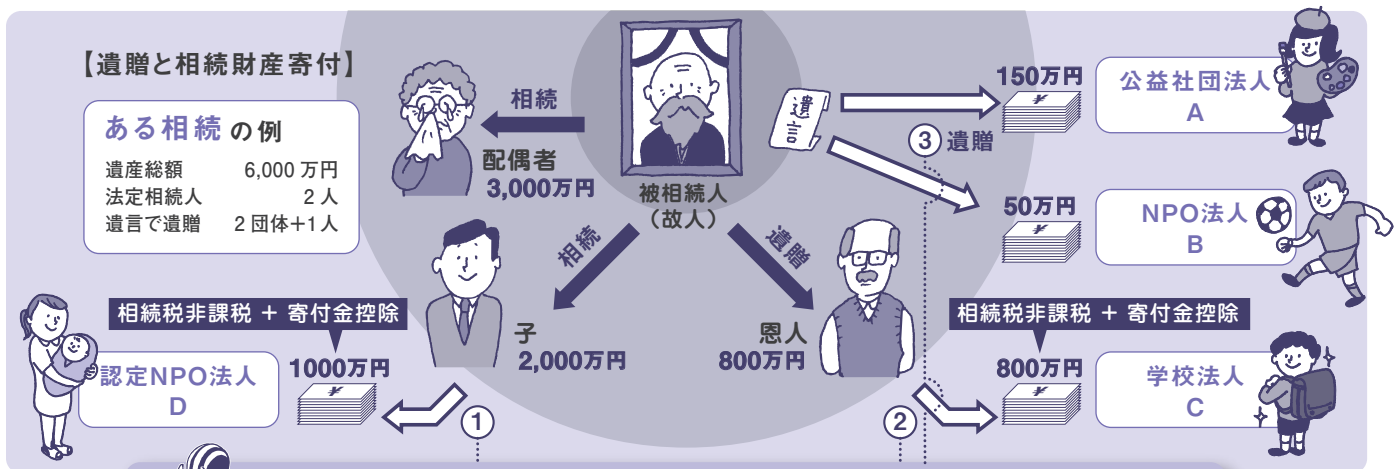 【遺贈と相続財産寄付】
ある相続の例
遺産総額 6,000万円
法定相続人 2人
遺言で遺贈 2団体+1人
相続
配偶者
3,000万円
被相続人
（故人）
遺言
150万円
公益社団法人
A
③遺贈
50万円
NPO法人
B
相続
子
2,000万円
遺贈
恩人
800万円
相続税非課税 + 寄付金控除
1000万円
¥
認定NPO法人
D
①
相続税非課税 + 寄付金控除
800万円
¥
学校法人
C
②
¥
¥